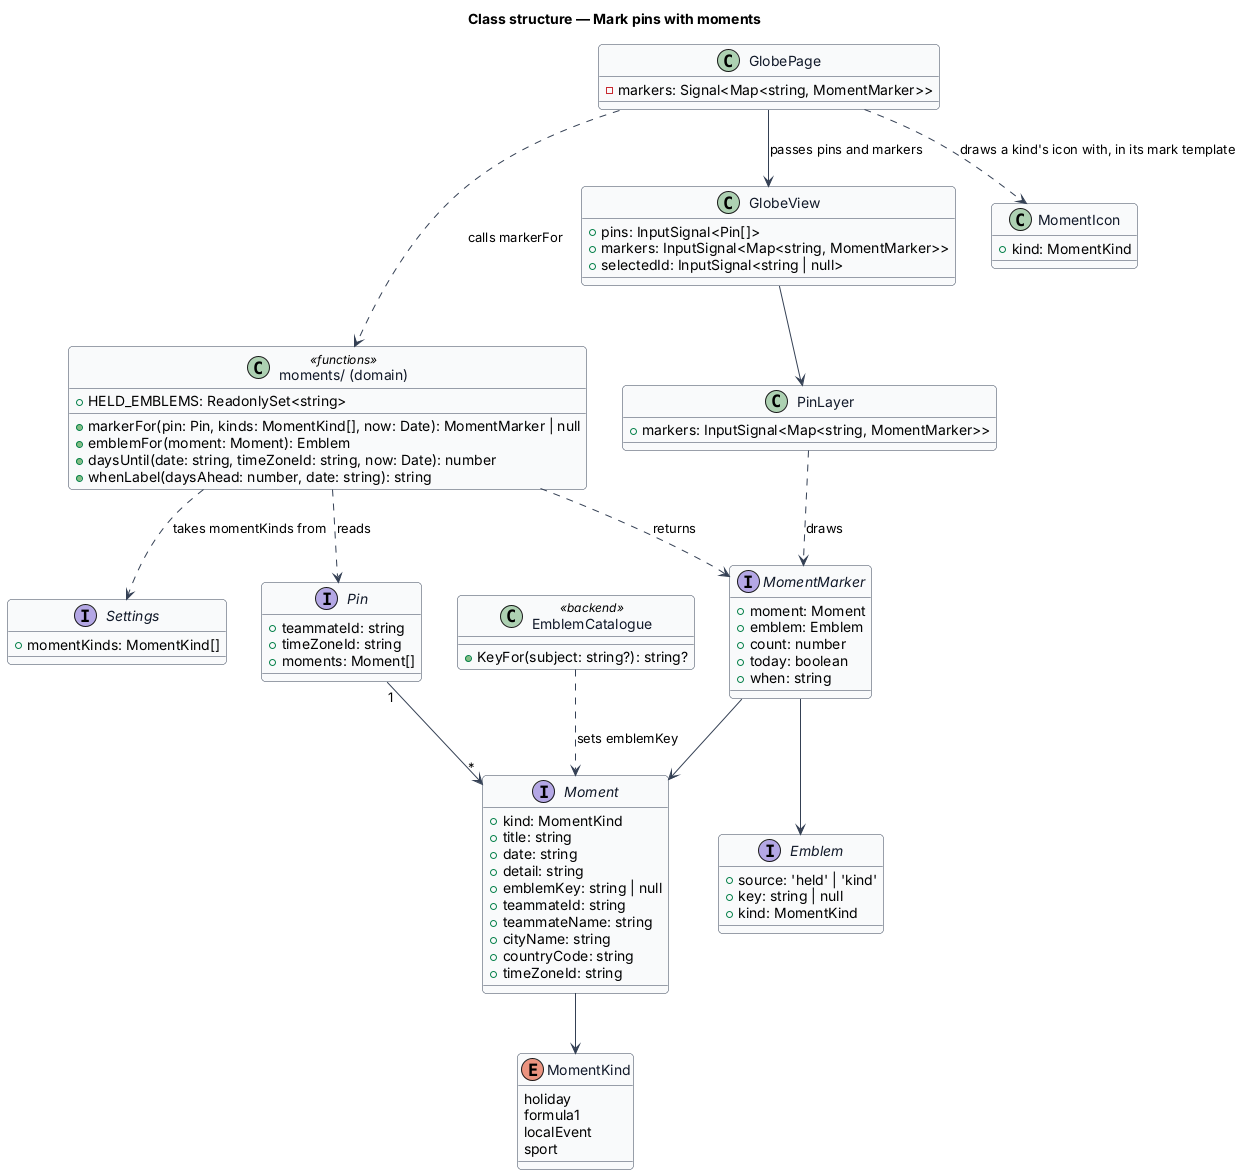 Class structure — Mark pins with moments
C GlobePage
markers: Signal<Map<string, MomentMarker>>
passes pins and markers
draws a kind's icon with, in its mark template
calls markerFor
C GlobeView
pins: InputSignal<Pin[]>
markers: InputSignal<Map<string, MomentMarker>>
selectedId: InputSignal<string | null>
C MomentIcon
kind: MomentKind
«functions»
C moments/ (domain)
HELD_EMBLEMS: ReadonlySet<string>
markerFor(pin: Pin, kinds: MomentKind[], now: Date): MomentMarker | null
emblemFor(moment: Moment): Emblem
daysUntil(date: string, timeZoneId: string, now: Date): number
whenLabel(daysAhead: number, date: string): string
C PinLayer
markers: InputSignal<Map<string, MomentMarker>>
takes momentKinds from
reads
returns
draws
I Settings
momentKinds: MomentKind[]
I Pin
teammateId: string
timeZoneId: string
moments: Moment[]
«backend»
C EmblemCatalogue
KeyFor(subject: string?): string?
I MomentMarker
moment: Moment
emblem: Emblem
count: number
today: boolean
when: string
1
*
sets emblemKey
I Moment
kind: MomentKind
title: string
date: string
detail: string
emblemKey: string | null
teammateId: string
teammateName: string
cityName: string
countryCode: string
timeZoneId: string
I Emblem
source: 'held' | 'kind'
key: string | null
kind: MomentKind
E MomentKind
holiday
formula1
localEvent
sport